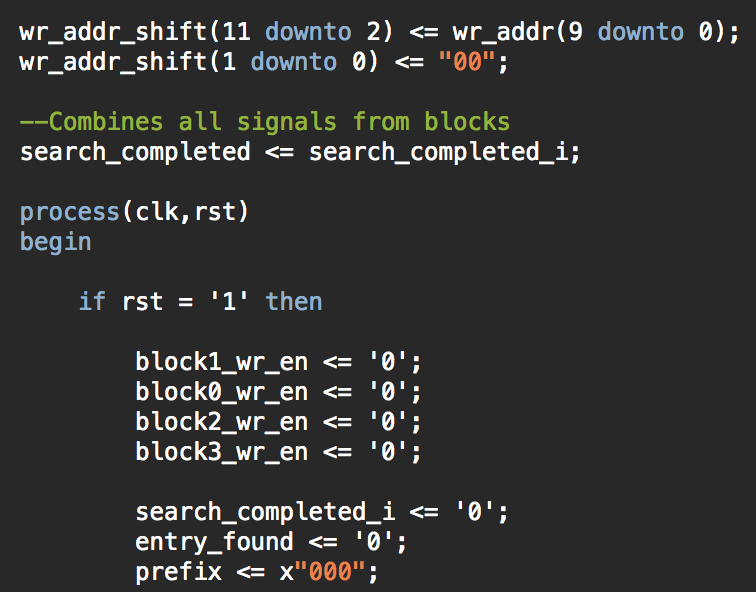 wr_addr_shift(11 downto 2) <= wr_addr(9 downto 0);
wr_addr_shift(1 downto 0) <= "00";
--Combines all signals from blocks
search_completed <= search_completed_i;
process(clk,rst)
begin
if rst = '1' then
block1_wr_en <= '0';
block0_wr_en <= '0';
block2_wr_en <= '0';
block3_wr_en <= '0';
search_completed_i <= '0';
entry_found <= '0';
prefix <= x"000";